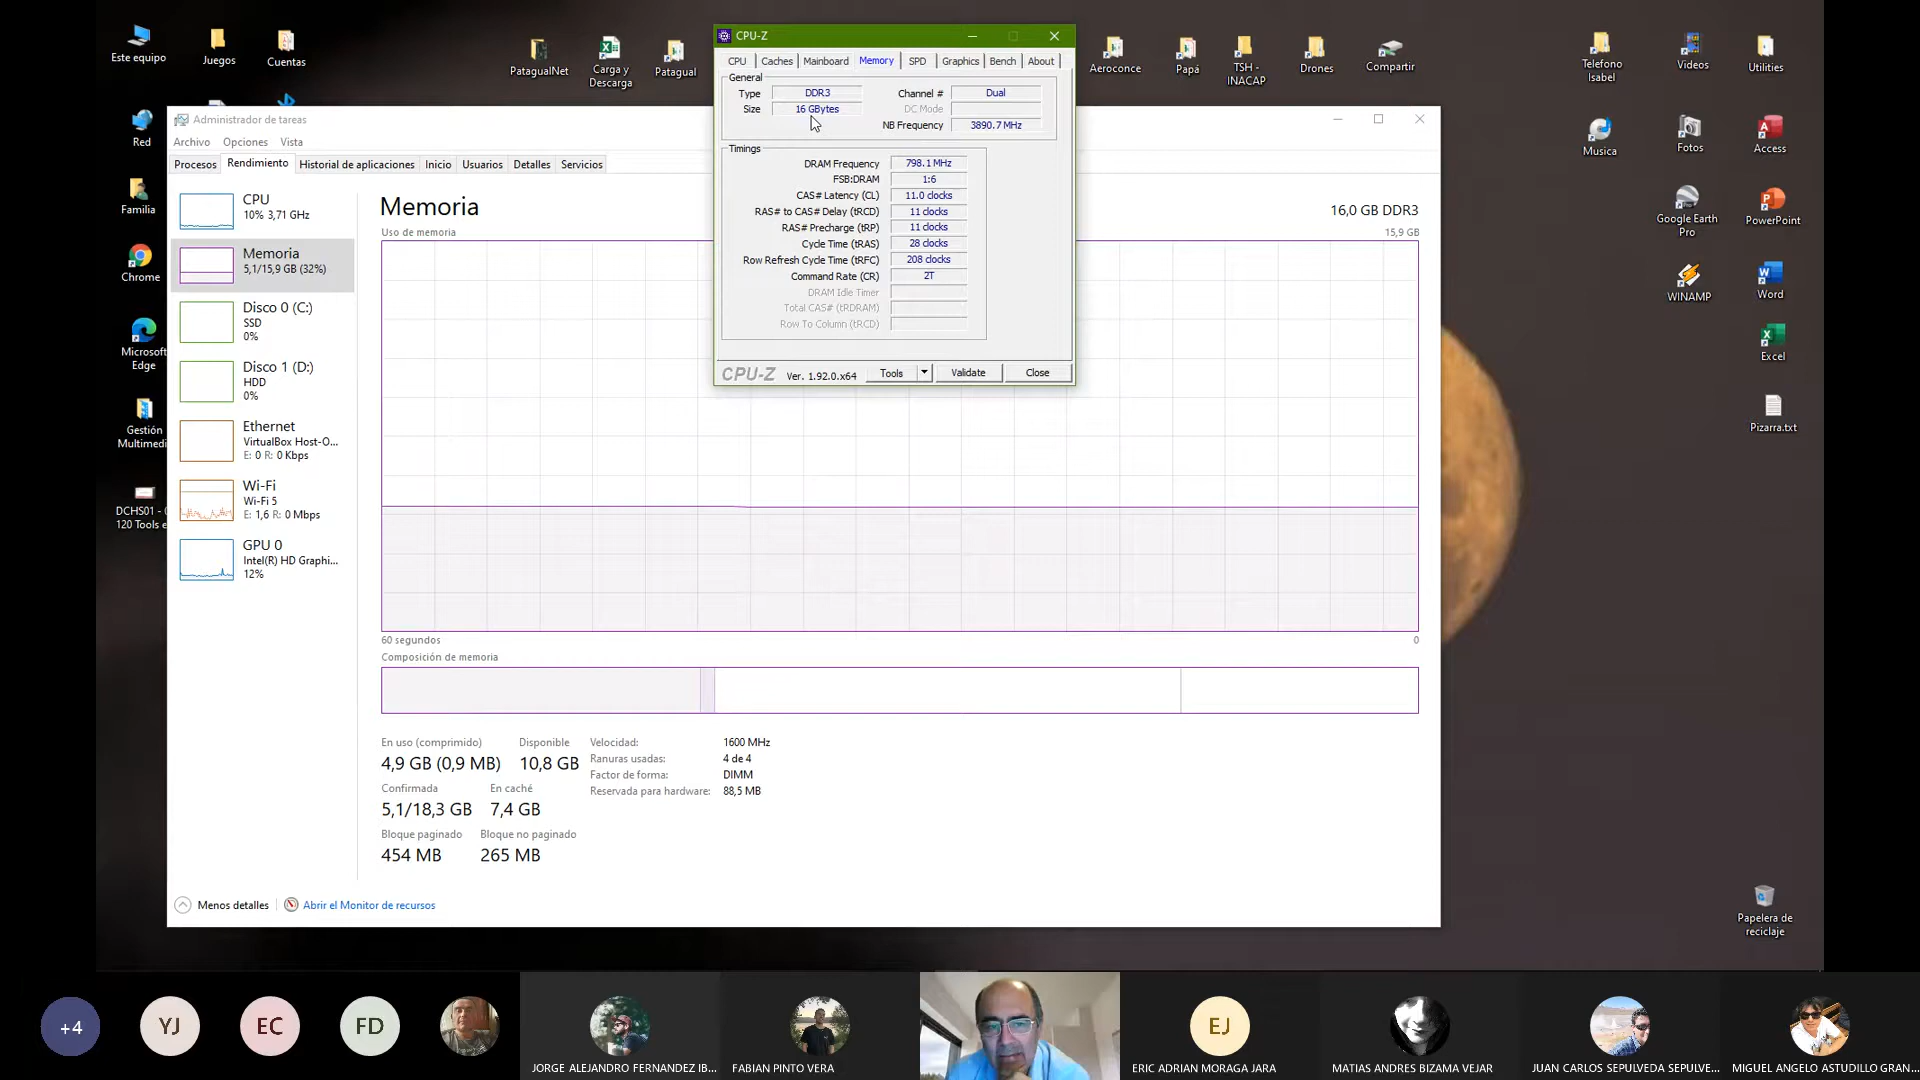 Este equipo
Juegos
Cuentas
PatagualNet
Carga y
Descarga
Patagual
Aeroconce
Papá
TSH -
INACAP
Drones
Compartir
Telefono
Isabel
Videos
Utilities
Red
Familia
Chrome
Microsoft
Edge
Gestión
Multimedi
DCHS01 -
120 Tools e
Musica
Fotos
Access
Google Earth
Pro
PowerPoint
WINAMP
Word
Excel
Pizarra.txt
Papelera de
reciclaje
CPU-Z
CPU Caches Mainboard Memory SPD Graphics Bench About
General
Type DDR3 Channel # Dual
Size 16 GBytes DC Mode
NB Frequency 3890.7 MHz
Timings
DRAM Frequency 798.1 MHz
FSB:DRAM 1:6
CAS# Latency (CL) 11.0 clocks
RAS# to CAS# Delay (tRCD) 11 clocks
RAS# Precharge (tRP) 11 clocks
Cycle Time (tRAS) 28 clocks
Row Refresh Cycle Time (tRFC) 208 clocks
Command Rate (CR) 2T
DRAM Idle Timer
Total CAS# (tRDRAM)
Row To Column (tRCD)
CPU-Z Ver. 1.92.0.x64 Tools Validate Close
Administrador de tareas
Archivo Opciones Vista
Procesos Rendimiento Historial de aplicaciones Inicio Usuarios Detalles Servicios
CPU
10% 3,71 GHz
Memoria
5,1/15,9 GB (32%)
Disco 0 (C:)
SSD
0%
Disco 1 (D:)
HDD
0%
Ethernet
VirtualBox Host-O...
E: 0 R: 0 Kbps
Wi-Fi
Wi-Fi 5
E: 1,6 R: 0 Mbps
GPU 0
Intel(R) HD Graphi...
12%
Memoria 16,0 GB DDR3
Uso de memoria 15,9 GB
60 segundos 0
Composición de memoria
En uso (comprimido) Disponible
4,9 GB (0,9 MB) 10,8 GB
Confirmada En caché
5,1/18,3 GB 7,4 GB
Bloque paginado Bloque no paginado
454 MB 265 MB
Velocidad: 1600 MHz
Ranuras usadas: 4 de 4
Factor de forma: DIMM
Reservada para hardware: 88,5 MB
Menos detalles Abrir el Monitor de recursos
+4
YJ
EC
FD
EJ
JORGE ALEJANDRO FERNANDEZ IB...
FABIAN PINTO VERA
ERIC ADRIAN MORAGA JARA
MATIAS ANDRES BIZAMA VEJAR
JUAN CARLOS SEPULVEDA SEPULVE...
MIGUEL ANGELO ASTUDILLO GRAN...